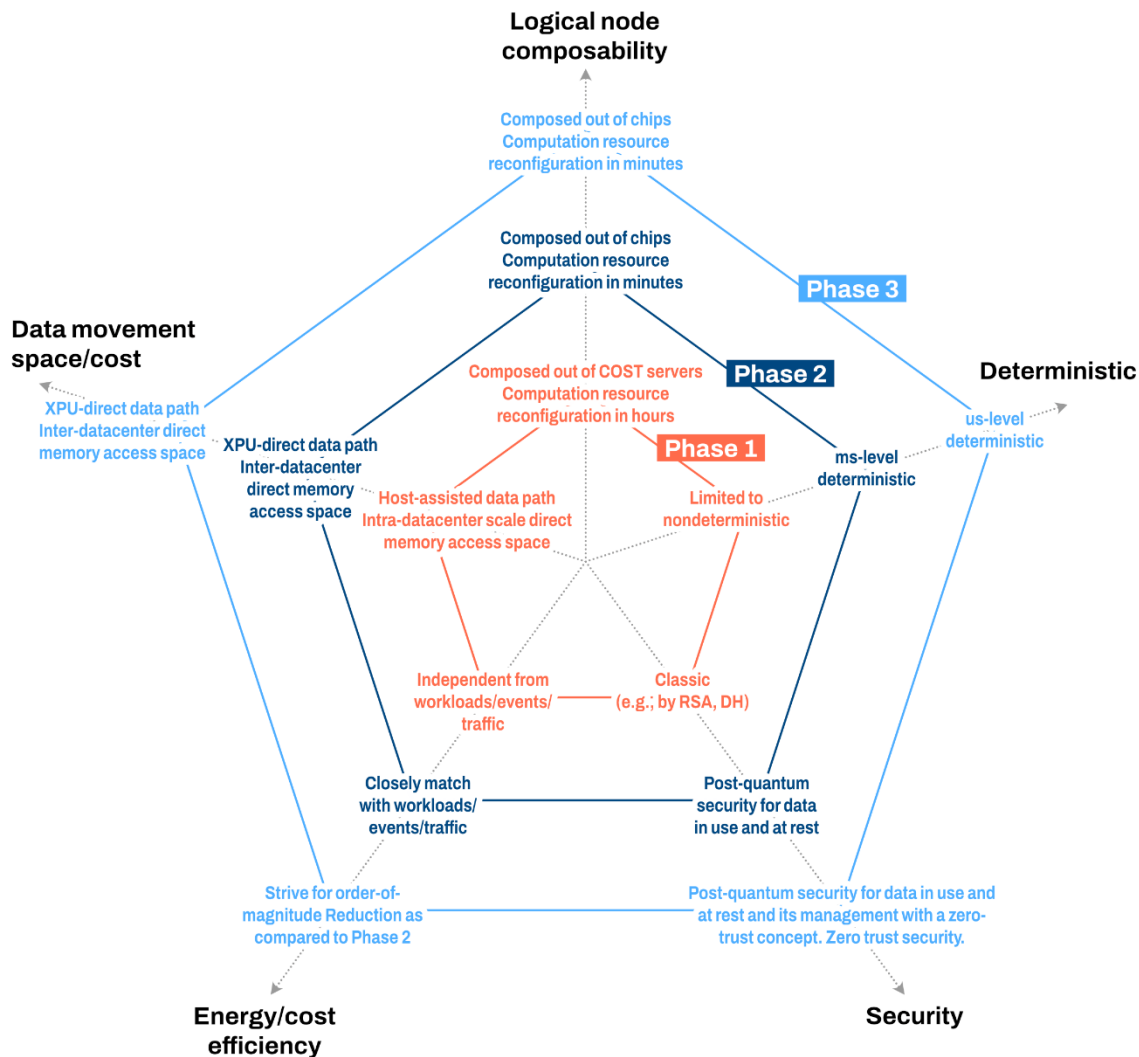 Logical node
composability
Composed out of chips
Computation resource
reconfiguration in minutes
Composed out of chips
Computation resource
reconfiguration in minutes
Phase 3
Data movement
space/cost
Deterministic
Composed out of COST servers
Computation resource
reconfiguration in hours
Phase 2
XPU-direct data path
Inter-datacenter direct
memory access space
us-level
deterministic
XPU-direct data path
Inter-datacenter
direct memory
access space
Phase 1
ms-level
deterministic
Host-assisted data path
Intra-datacenter scale direct
memory access space
Limited to
nondeterministic
Independent from
workloads/events/
traffic
Classic
(e.g.; by RSA, DH)
Closely match
with workloads/
events/traffic
Post-quantum
security for data
in use and at rest
Strive for order-of-
magnitude Reduction as
compared to Phase 2
Post-quantum security for data in use and
at rest and its management with a zero-
trust concept. Zero trust security.
Energy/cost
efficiency
Security